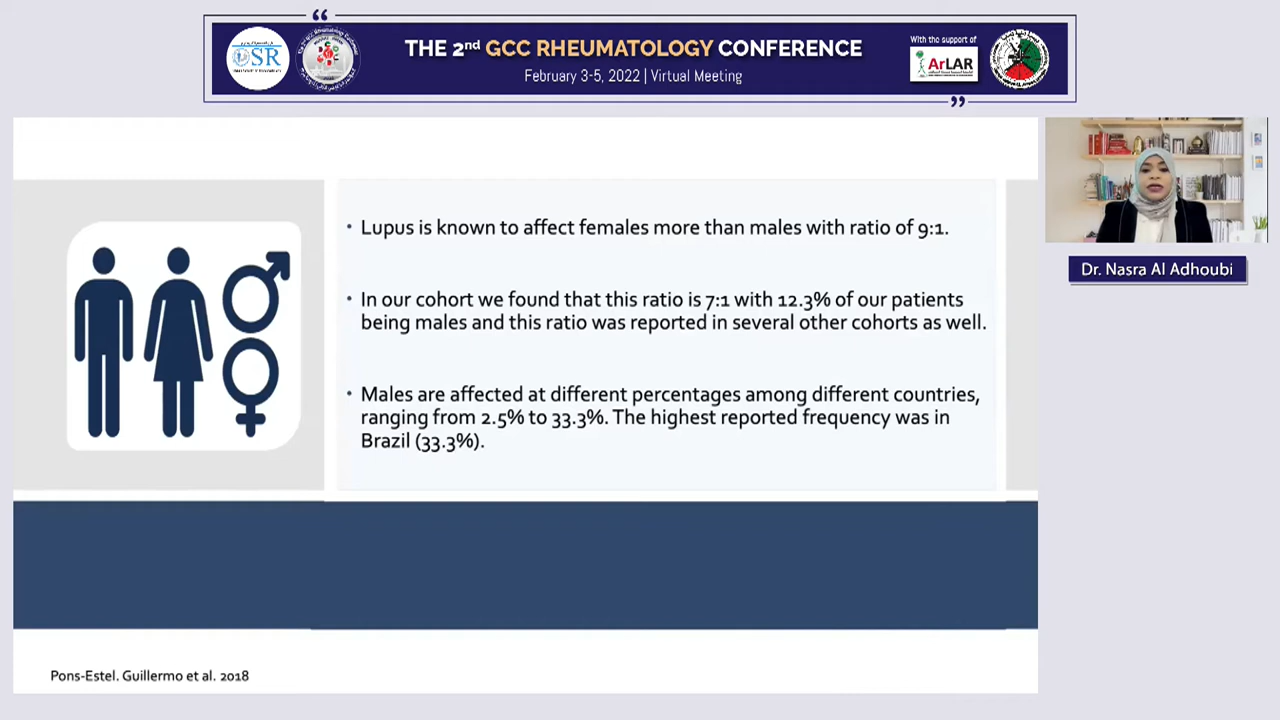 “
THE 2nd GCC RHEUMATOLOGY CONFERENCE
February 3-5, 2022 | Virtual Meeting
OSR
With the support of
ArLAR
”
Dr. Nasra Al Adhoubi
• Lupus is known to affect females more than males with ratio of 9:1.
• In our cohort we found that this ratio is 7:1 with 12.3% of our patients
being males and this ratio was reported in several other cohorts as well.
• Males are affected at different percentages among different countries,
ranging from 2.5% to 33.3%. The highest reported frequency was in
Brazil (33.3%).
Pons-Estel. Guillermo et al. 2018